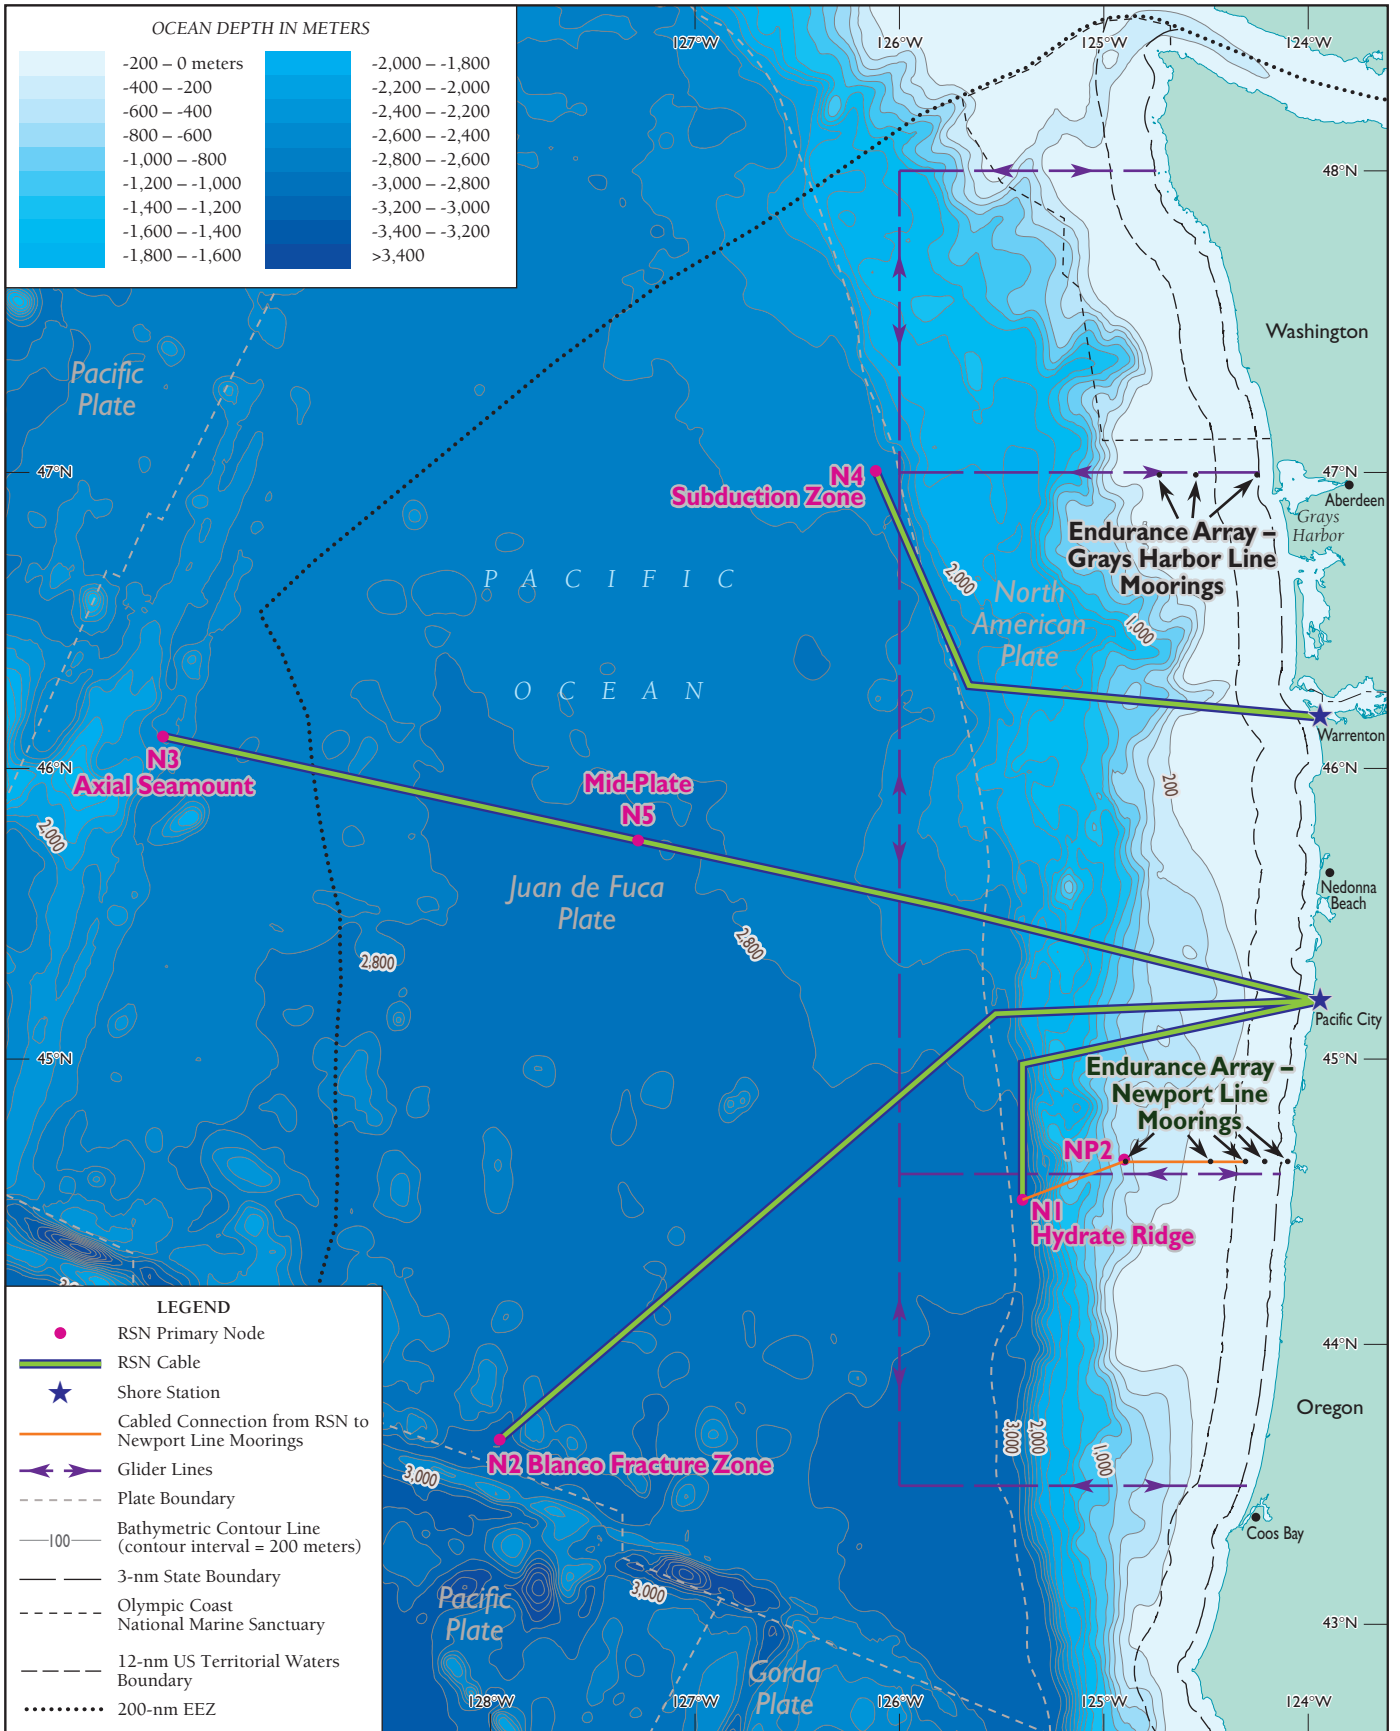 OCEAN DEPTH IN METERS
-200 – 0 meters
-400 – -200
-600 – -400
-800 – -600
-1,000 – -800
-1,200 – -1,000
-1,400 – -1,200
-1,600 – -1,400
-1,800 – -1,600
-2,000 – -1,800
-2,200 – -2,000
-2,400 – -2,200
-2,600 – -2,400
-2,800 – -2,600
-3,000 – -2,800
-3,200 – -3,000
-3,400 – -3,200
>3,400
127°W
126°W
125°W
124°W
48°N
Washington
Pacific
Plate
47°N
47°N
N4
Subduction Zone
Aberdeen
Grays
Harbor
Endurance Array –
Grays Harbor Line
Moorings
PACIFIC
2,000
North
American
Plate
1,000
OCEAN
Warrenton
N3
Axial Seamount
46°N
46°N
Mid-Plate
N5
200
2,000
Nedonna
Beach
Juan de Fuca
Plate
2,800
2,800
Pacific City
45°N
45°N
Endurance Array –
Newport Line
Moorings
NP2
N1
Hydrate Ridge
44°N
Oregon
3,000
2,000
1,000
N2 Blanco Fracture Zone
3,000
Coos Bay
3,000
Pacific
Plate
43°N
Gorda
Plate
128°W
127°W
126°W
125°W
124°W
LEGEND
RSN Primary Node
RSN Cable
Shore Station
Cabled Connection from RSN to
Newport Line Moorings
Glider Lines
Plate Boundary
100
Bathymetric Contour Line
(contour interval = 200 meters)
3-nm State Boundary
Olympic Coast
National Marine Sanctuary
12-nm US Territorial Waters
Boundary
200-nm EEZ